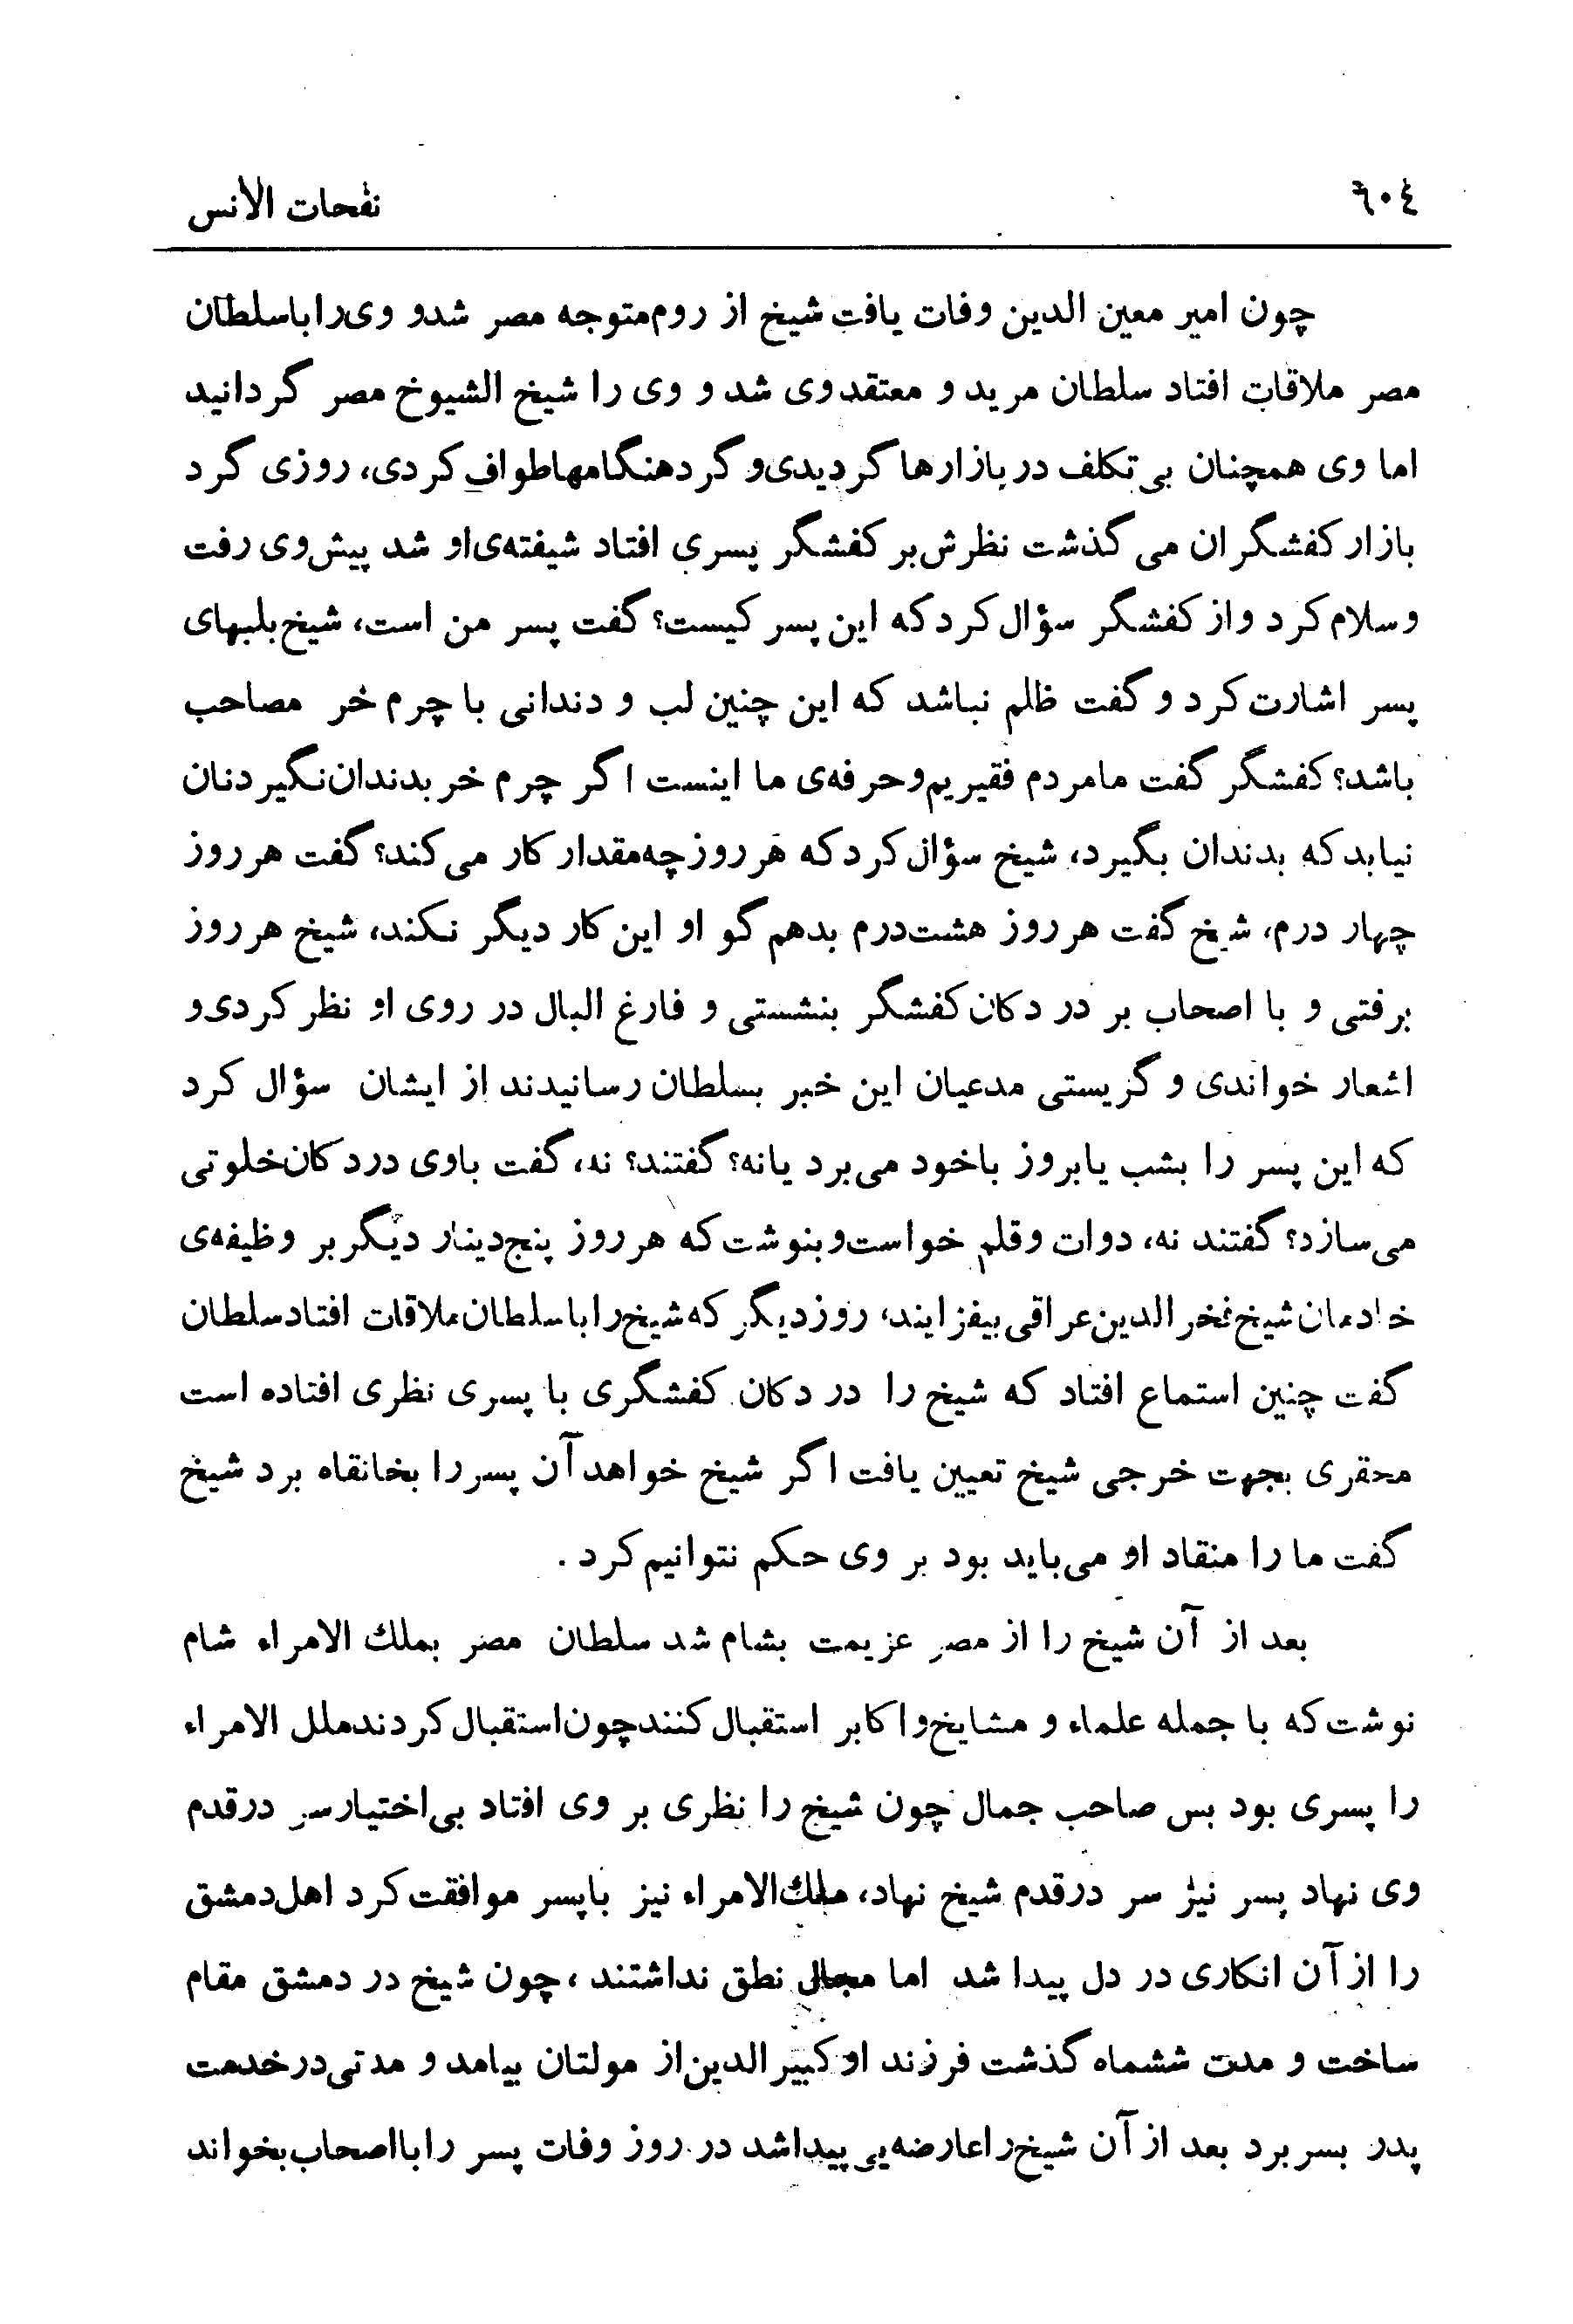 ٦٠٤
نفحات الانس
چون امیر معین الدین وفات یافت شیخ از روم متوجه مصر شد و وی را با سلطان
مصر ملاقات افتاد سلطان مرید و معتقد وی شد و وی را شیخ الشیوخ مصر گردانید
اما وی همچنان بی تکلف در بازارها گردیدی و گرد هنگامها طواف کردی، روزی گرد
بازار کفشگران می گذشت نظرش بر کفشگر پسری افتاد شیفته‌ی او شد پیش وی رفت
و سلام کرد و از کفشگر سؤال کرد که این پسر کیست؟ گفت پسر من است، شیخ بلبهای
پسر اشارت کرد و گفت ظلم نباشد که این چنین لب و دندانی با چرم خر مصاحب
باشد؟ کفشگر گفت ما مردم فقیریم و حرفه‌ی ما اینست اگر چرم خر بدندان نگیرد نان
نیابد که بدندان بگیرد، شیخ سؤال کرد که هر روز چه مقدار کار می کند؟ گفت هر روز
چهار درم، شیخ گفت هر روز هشت درم بدهم گو او این کار دیگر نکند، شیخ هر روز
برفتی و با اصحاب بر در دکان کفشگر بنشستی و فارغ البال در روی او نظر کردی و
اشعار خواندی و گریستی مدعیان این خبر بسلطان رسانیدند از ایشان سؤال کرد
که این پسر را بشب یا بروز با خود می برد یا نه؟ گفتند؟ نه، گفت با وی در دکان خلوتی
می سازد؟ گفتند نه، دوات و قلم خواست و بنوشت که هر روز پنج دینار دیگر بر وظیفه‌ی
خادمان شیخ فخر الدین عراقی بیفزایند، روز دیگر که شیخ را با سلطان ملاقات افتاد سلطان
گفت چنین استماع افتاد که شیخ را در دکان کفشگری با پسری نظری افتاده است
محقری بجهت خرجی شیخ تعیین یافت اگر شیخ خواهد آن پسر را بخانقاه برد شیخ
گفت ما را منقاد او می باید بود بر وی حکم نتوانیم کرد .
بعد از آن شیخ را از مصر عزیمت بشام شد سلطان مصر بملك الامراء شام
نوشت که با جمله علماء و مشایخ و اکابر استقبال کنند چون استقبال کردند ملل الامراء
را پسری بود بس صاحب جمال چون شیخ را نظری بر وی افتاد بی اختیار سر در قدم
وی نهاد پسر نیز سر در قدم شیخ نهاد، ملك الامراء نیز با پسر موافقت کرد اهل دمشق
را از آن انکاری در دل پیدا شد اما مجال نطق نداشتند ، چون شیخ در دمشق مقام
ساخت و مدت ششماه گذشت فرزند او کبیر الدین از مولتان بیامد و مدتی در خدمت
پدر بسر برد بعد از آن شیخ را عارضه یی پیدا شد در روز وفات پسر را با اصحاب بخواند